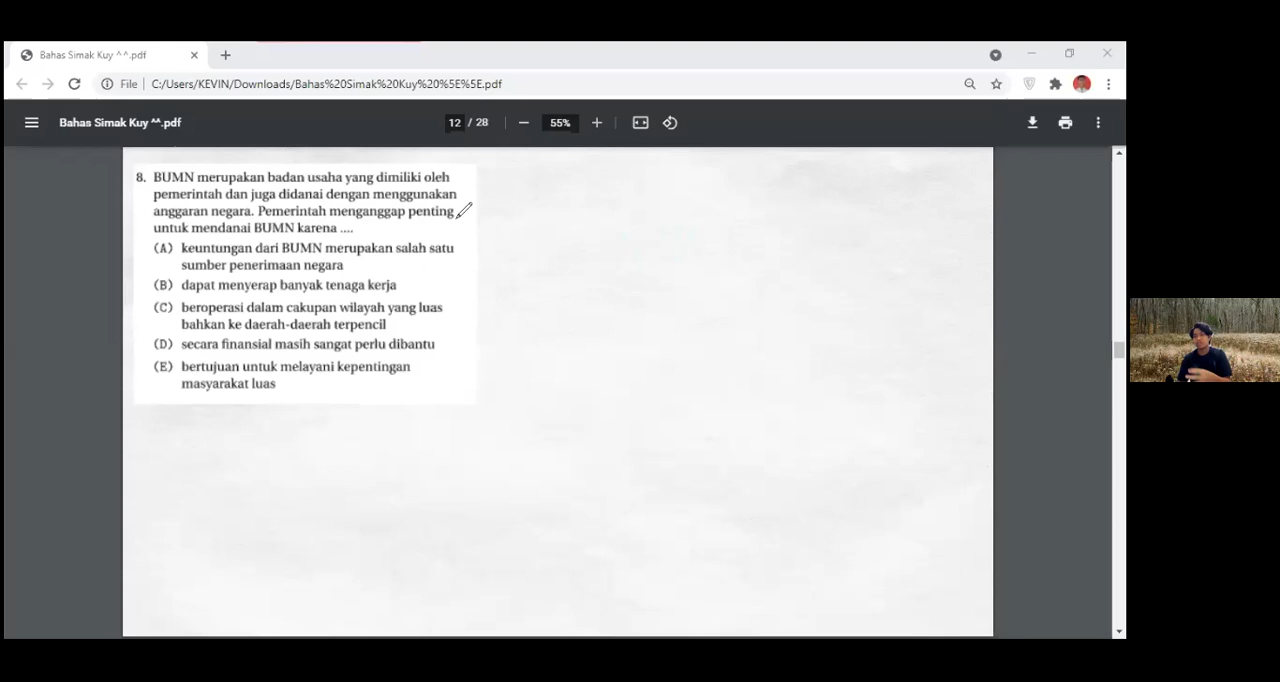 Bahas Simak Kuy ^^.pdf
File
C:/Users/KEVIN/Downloads/Bahas%20Simak%20Kuy%20%5E%5E.pdf
Bahas Simak Kuy ^^.pdf
12 / 28
55%
8. BUMN merupakan badan usaha yang dimiliki oleh
pemerintah dan juga didanai dengan menggunakan
anggaran negara. Pemerintah menganggap penting
untuk mendanai BUMN karena ....
(A) keuntungan dari BUMN merupakan salah satu
sumber penerimaan negara
(B) dapat menyerap banyak tenaga kerja
(C) beroperasi dalam cakupan wilayah yang luas
bahkan ke daerah-daerah terpencil
(D) secara finansial masih sangat perlu dibantu
(E) bertujuan untuk melayani kepentingan
masyarakat luas